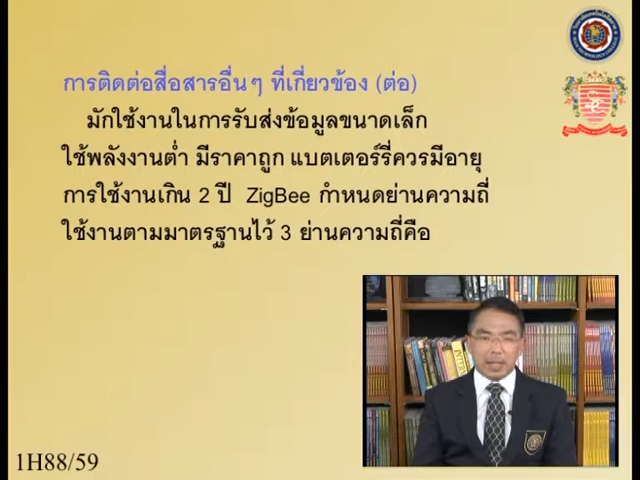 การติดต่อสื่อสารอื่นๆ ที่เกี่ยวข้อง (ต่อ)
มักใช้งานในการรับส่งข้อมูลขนาดเล็ก
ใช้พลังงานต่ำ มีราคาถูก แบตเตอร์รี่ควรมีอายุ
การใช้งานเกิน 2 ปี ZigBee กำหนดย่านความถี่
ใช้งานตามมาตรฐานไว้ 3 ย่านความถี่คือ
1H88/59